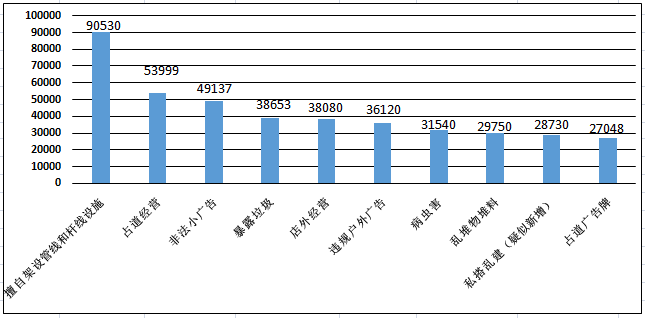 100000
90000
80000
70000
60000
50000
40000
30000
20000
10000
0
90530
53999
49137
38653
38080
36120
31540
29750
28730
27048
擅自架设管线和杆线设施
占道经营
非法小广告
暴露垃圾
店外经营
违规户外广告
病虫害
乱堆物堆料
私搭乱建（疑似新增）
占道广告牌